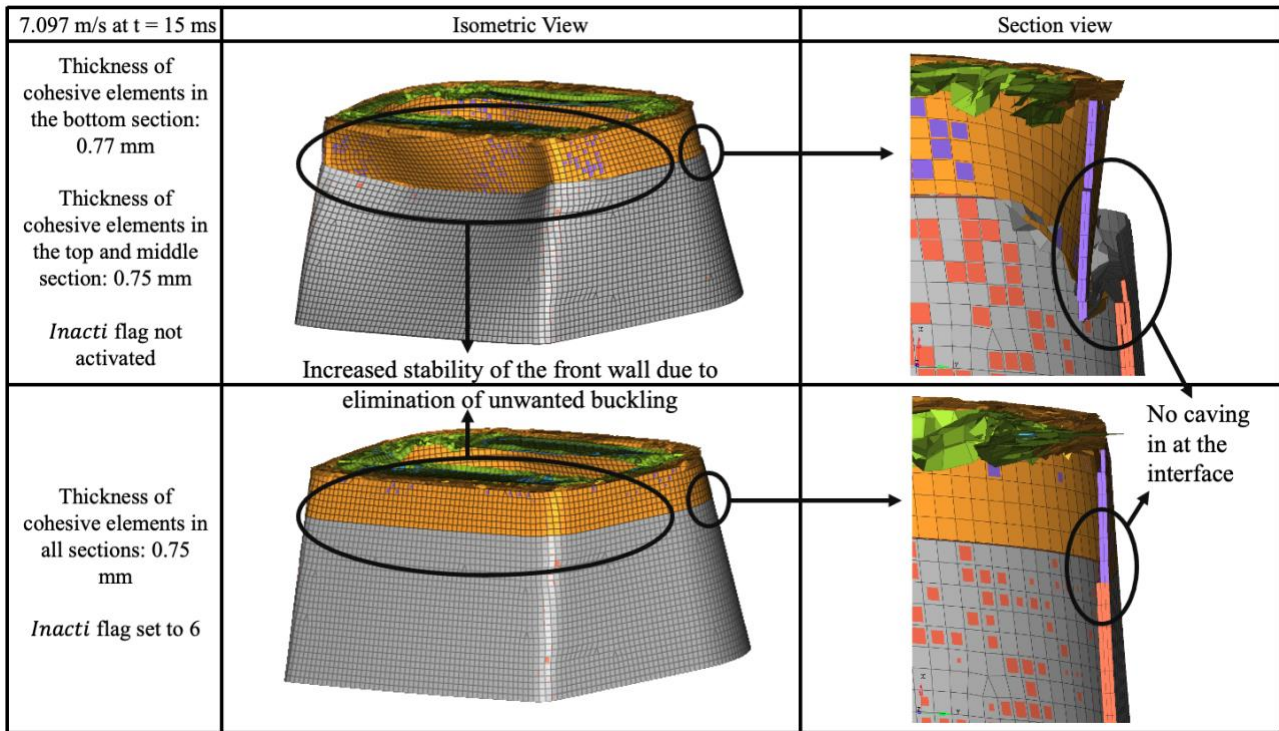 7.097 m/s at t = 15 ms
Isometric View
Section view
Thickness of
cohesive elements in
the bottom section:
0.77 mm
Thickness of
cohesive elements in
the top and middle
section: 0.75 mm
Inacti flag not
activated
Increased stability of the front wall due to
elimination of unwanted buckling
No caving
in at the
interface
Thickness of
cohesive elements in
all sections: 0.75
mm
Inacti flag set to 6